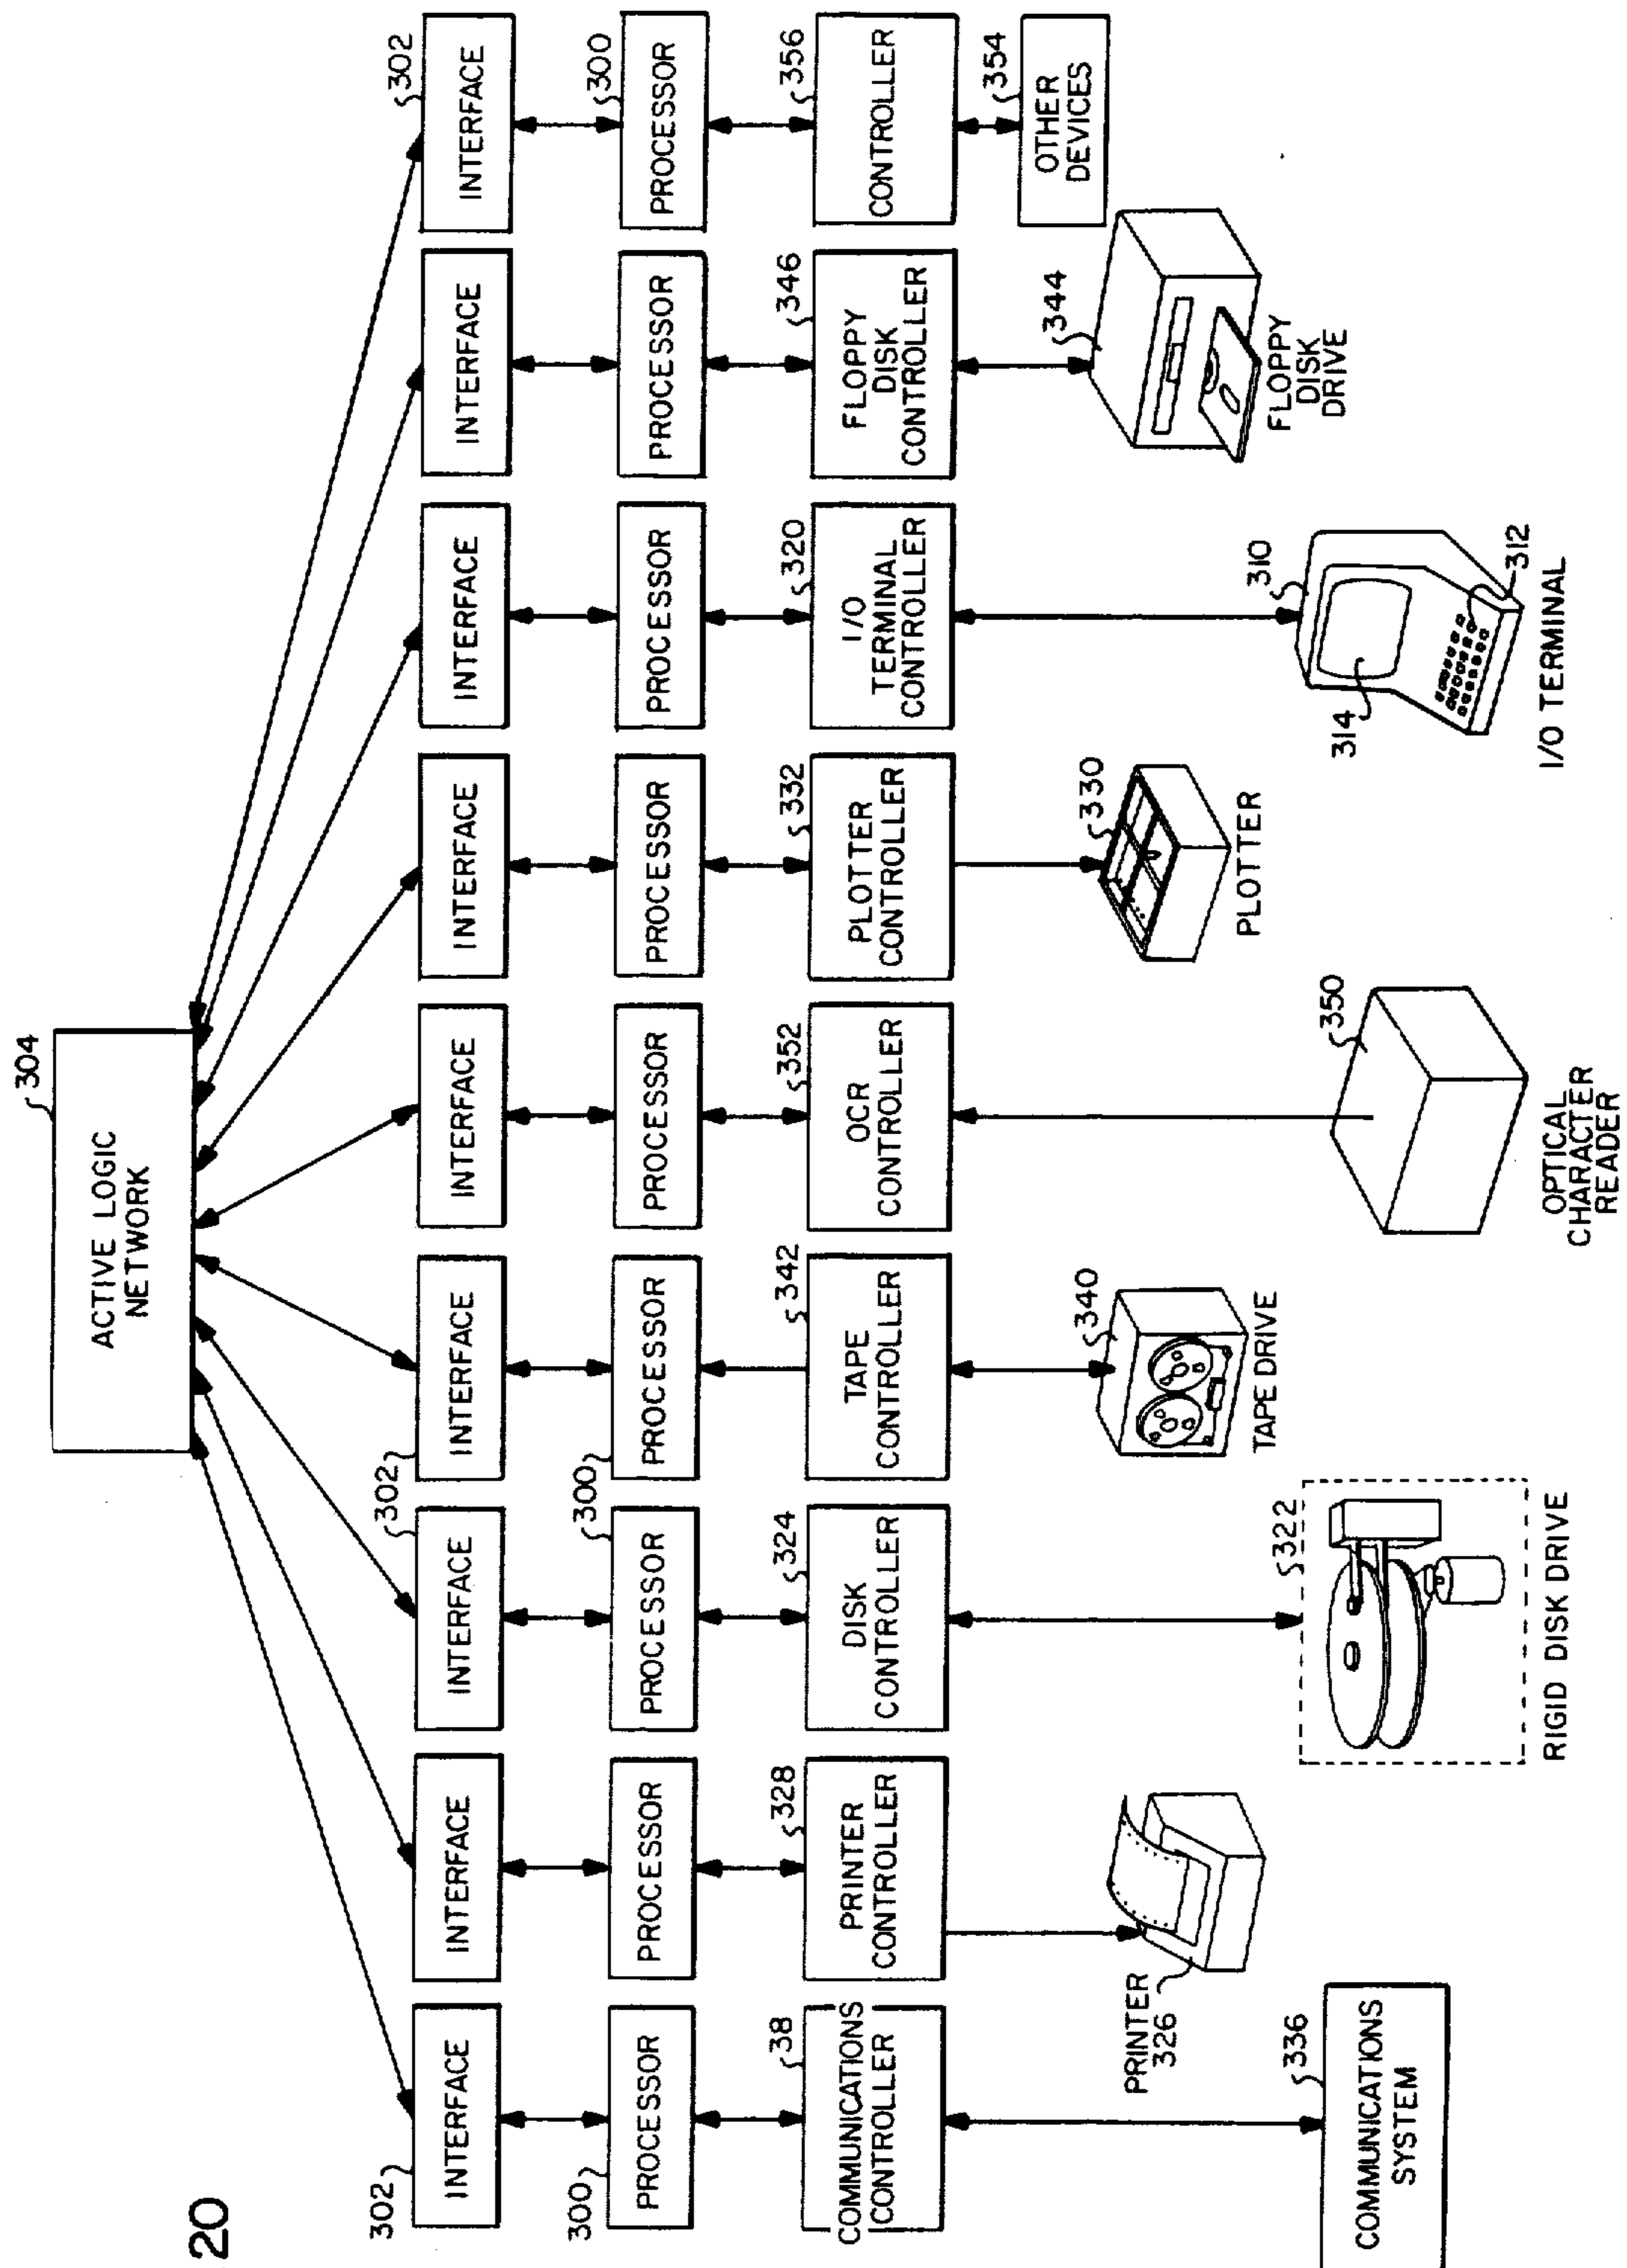 20
304
ACTIVE LOGIC
NETWORK
302
INTERFACE
INTERFACE
302
INTERFACE
INTERFACE
INTERFACE
INTERFACE
INTERFACE
INTERFACE
302
INTERFACE
300
PROCESSOR
PROCESSOR
300
PROCESSOR
PROCESSOR
PROCESSOR
PROCESSOR
PROCESSOR
PROCESSOR
300
PROCESSOR
38
COMMUNICATIONS
CONTROLLER
328
PRINTER
CONTROLLER
324
DISK
CONTROLLER
342
TAPE
CONTROLLER
352
OCR
CONTROLLER
332
PLOTTER
CONTROLLER
320
I/O
TERMINAL
CONTROLLER
346
FLOPPY
DISK
CONTROLLER
356
CONTROLLER
336
COMMUNICATIONS
SYSTEM
PRINTER
326
322
RIGID DISK DRIVE
340
TAPE DRIVE
350
OPTICAL
CHARACTER
READER
330
PLOTTER
310
314
312
I/O TERMINAL
344
FLOPPY
DISK
DRIVE
354
OTHER
DEVICES